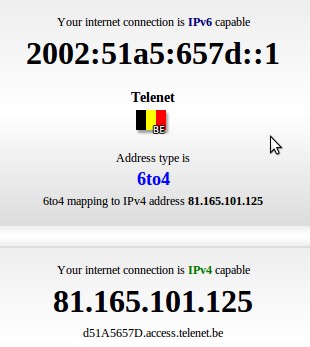 Your internet connection is IPv6 capable
2002:51a5:657d::1
Telenet
BE
Address type is
6to4
6to4 mapping to IPv4 address 81.165.101.125
Your internet connection is IPv4 capable
81.165.101.125
d51A5657D.access.telenet.be